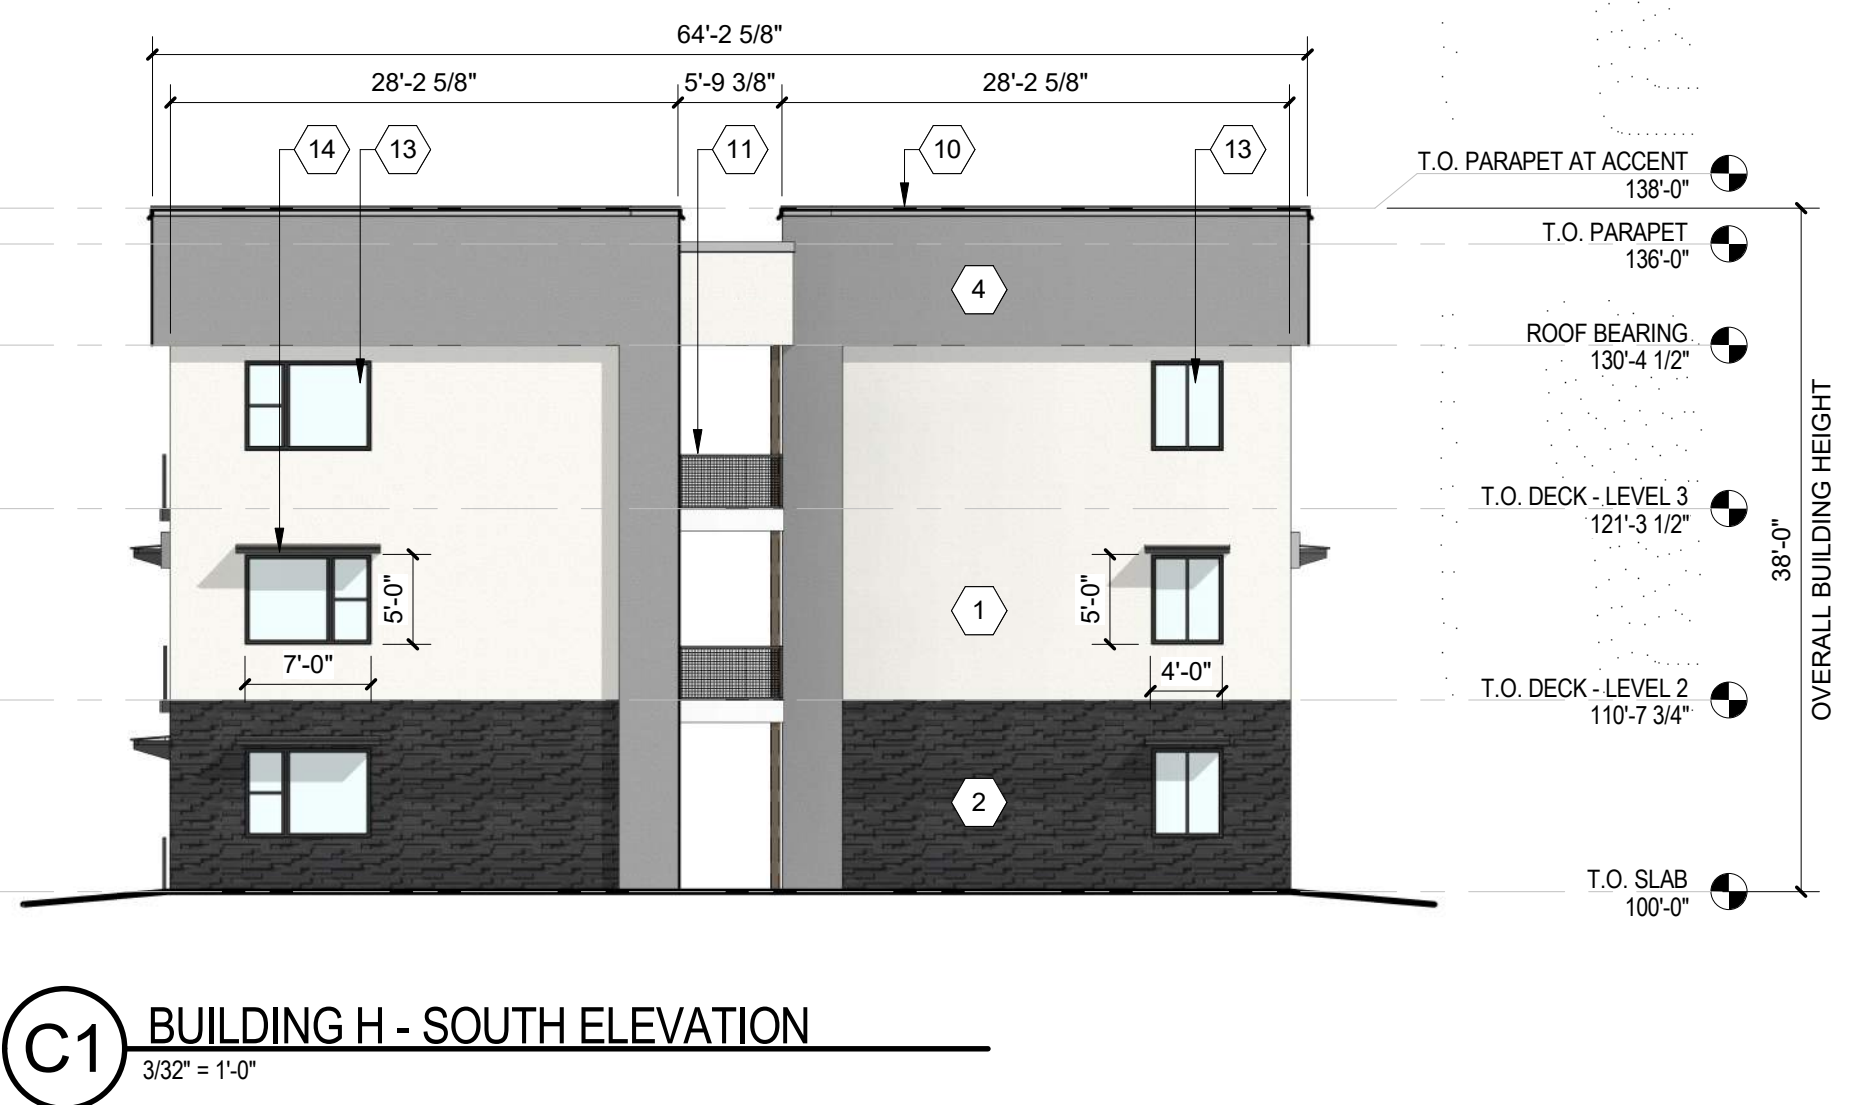 64'-2 5/8"
28'-2 5/8"
5'-9 3/8"
28'-2 5/8"
14
13
11
10
13
T.O. PARAPET AT ACCENT
138'-0"
T.O. PARAPET
136'-0"
4
ROOF BEARING
130'-4 1/2"
T.O. DECK - LEVEL 3
121'-3 1/2"
38'-0"
OVERALL BUILDING HEIGHT
5'-0"
5'-0"
1
7'-0"
4'-0"
T.O. DECK - LEVEL 2
110'-7 3/4"
2
T.O. SLAB
100'-0"
C1
BUILDING H - SOUTH ELEVATION
3/32" = 1'-0"